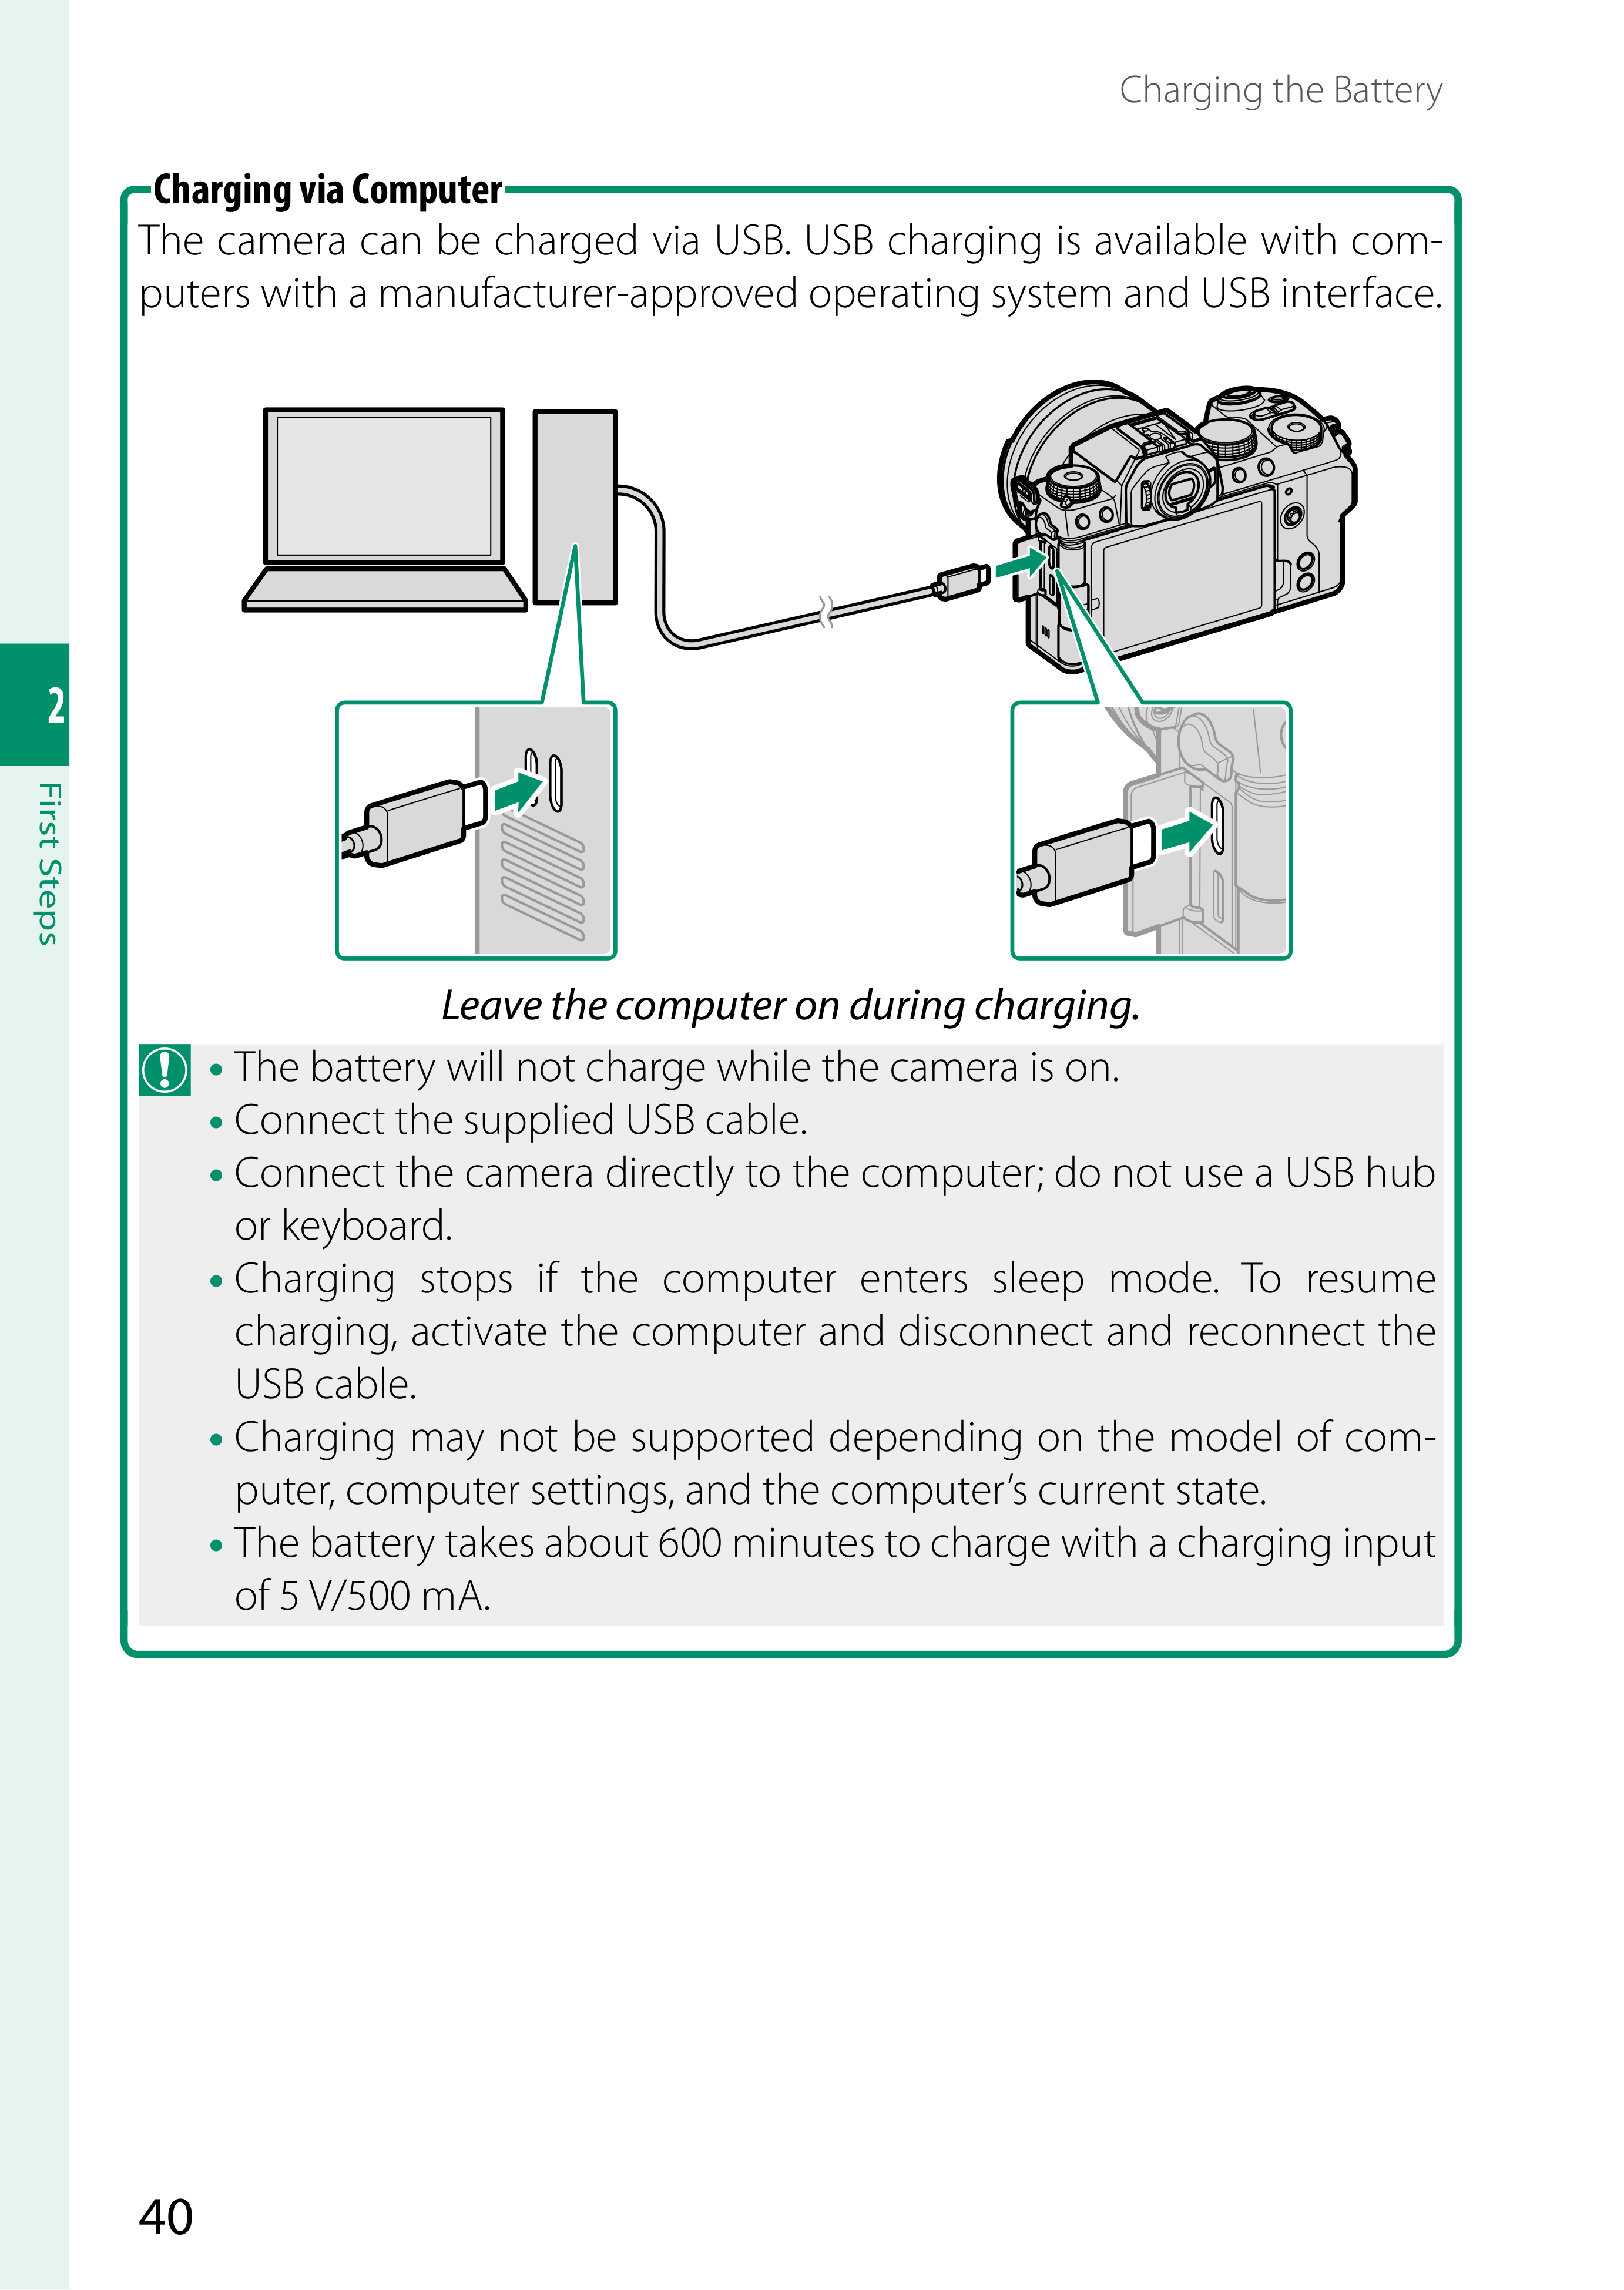 Charging the Battery
Charging via Computer
The camera can be charged via USB. USB charging is available with com-
puters with a manufacturer-approved operating system and USB interface.
Leave the computer on during charging.
• The battery will not charge while the camera is on.
• Connect the supplied USB cable.
• Connect the camera directly to the computer; do not use a USB hub
or keyboard.
• Charging stops if the computer enters sleep mode. To resume
charging, activate the computer and disconnect and reconnect the
USB cable.
• Charging may not be supported depending on the model of com-
puter, computer settings, and the computer’s current state.
• The battery takes about 600 minutes to charge with a charging input
of 5 V/500 mA.
2
First Steps
40